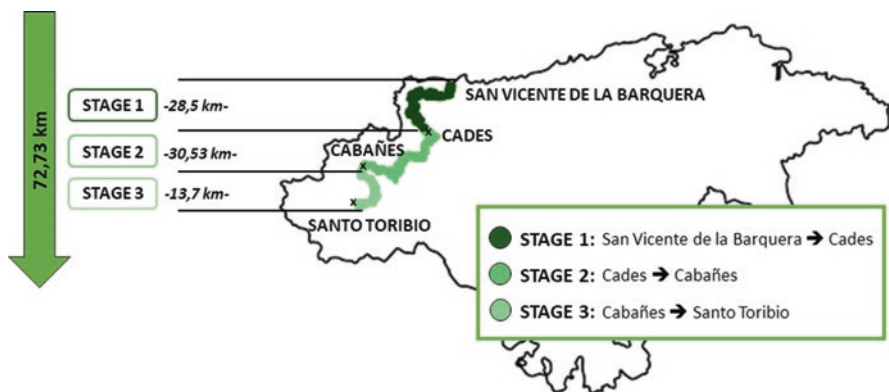 72,73 km
STAGE 1
-28,5 km-
STAGE 2
-30,53 km-
STAGE 3
-13,7 km-
SAN VICENTE DE LA BARQUERA
CADES
CABAÑES
SANTO TORIBIO
STAGE 1: San Vicente de la Barquera ➔ Cades
STAGE 2: Cades ➔ Cabañes
STAGE 3: Cabañes ➔ Santo Toribio